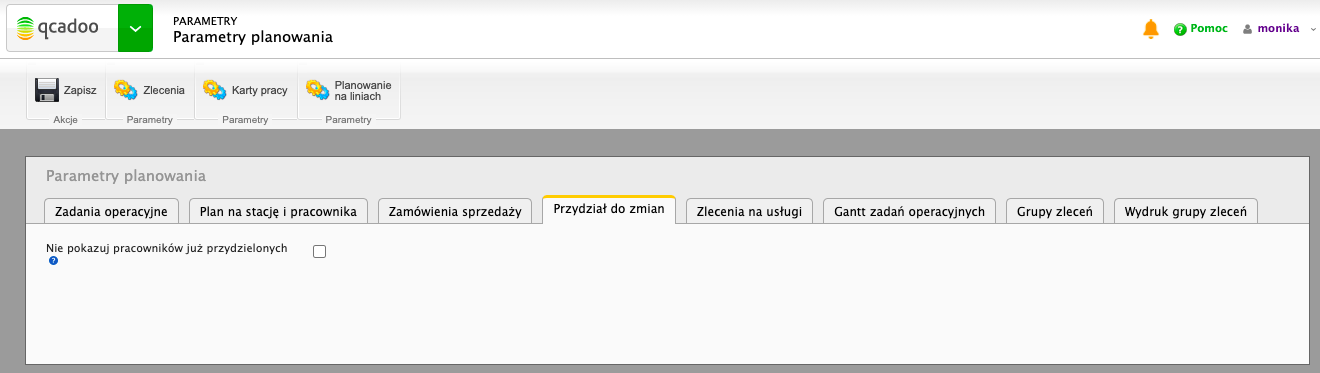 qcadoo
PARAMETRY
Parametry planowania
Pomoc
monika
Zapisz
Zlecenia
Karty pracy
Planowanie
na liniach
Akcje
Parametry
Parametry
Parametry
Parametry planowania
Zadania operacyjne
Plan na stację i pracownika
Zamówienia sprzedaży
Przydział do zmian
Zlecenia na usługi
Gantt zadań operacyjnych
Grupy zleceń
Wydruk grupy zleceń
Nie pokazuj pracowników już przydzielonych